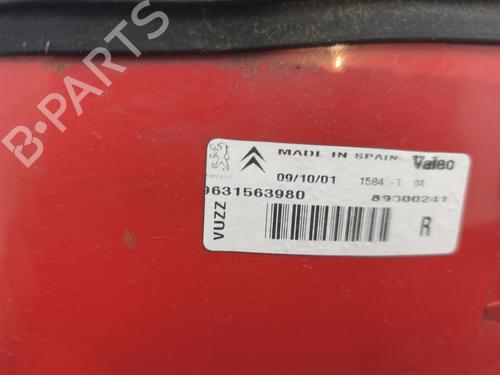 B-PARTS
MADE IN SPAIN Valeo
09/10/01 1584 - T 04
9631563980 89300241
VUZZ
R